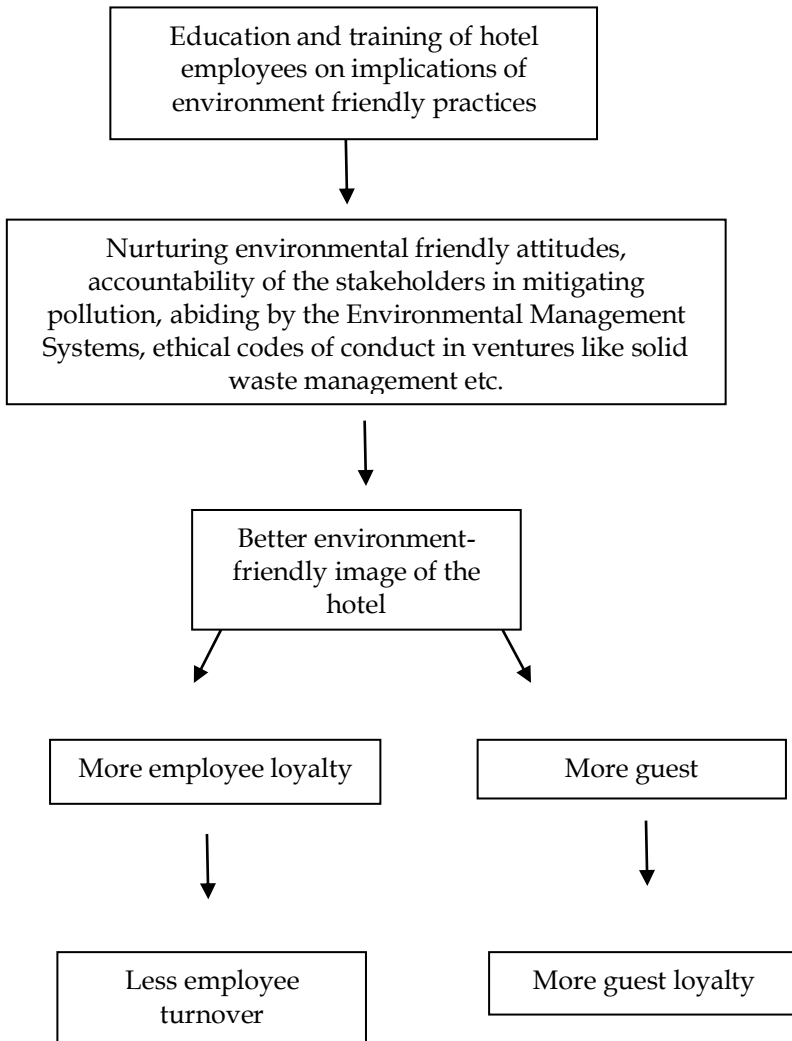 Education and training of hotel
employees on implications of
environment friendly practices
Nurturing environmental friendly attitudes,
accountability of the stakeholders in mitigating
pollution, abiding by the Environmental Management
Systems, ethical codes of conduct in ventures like solid
waste management etc.
Better environment-
friendly image of the
hotel
More employee loyalty
More guest
Less employee
turnover
More guest loyalty